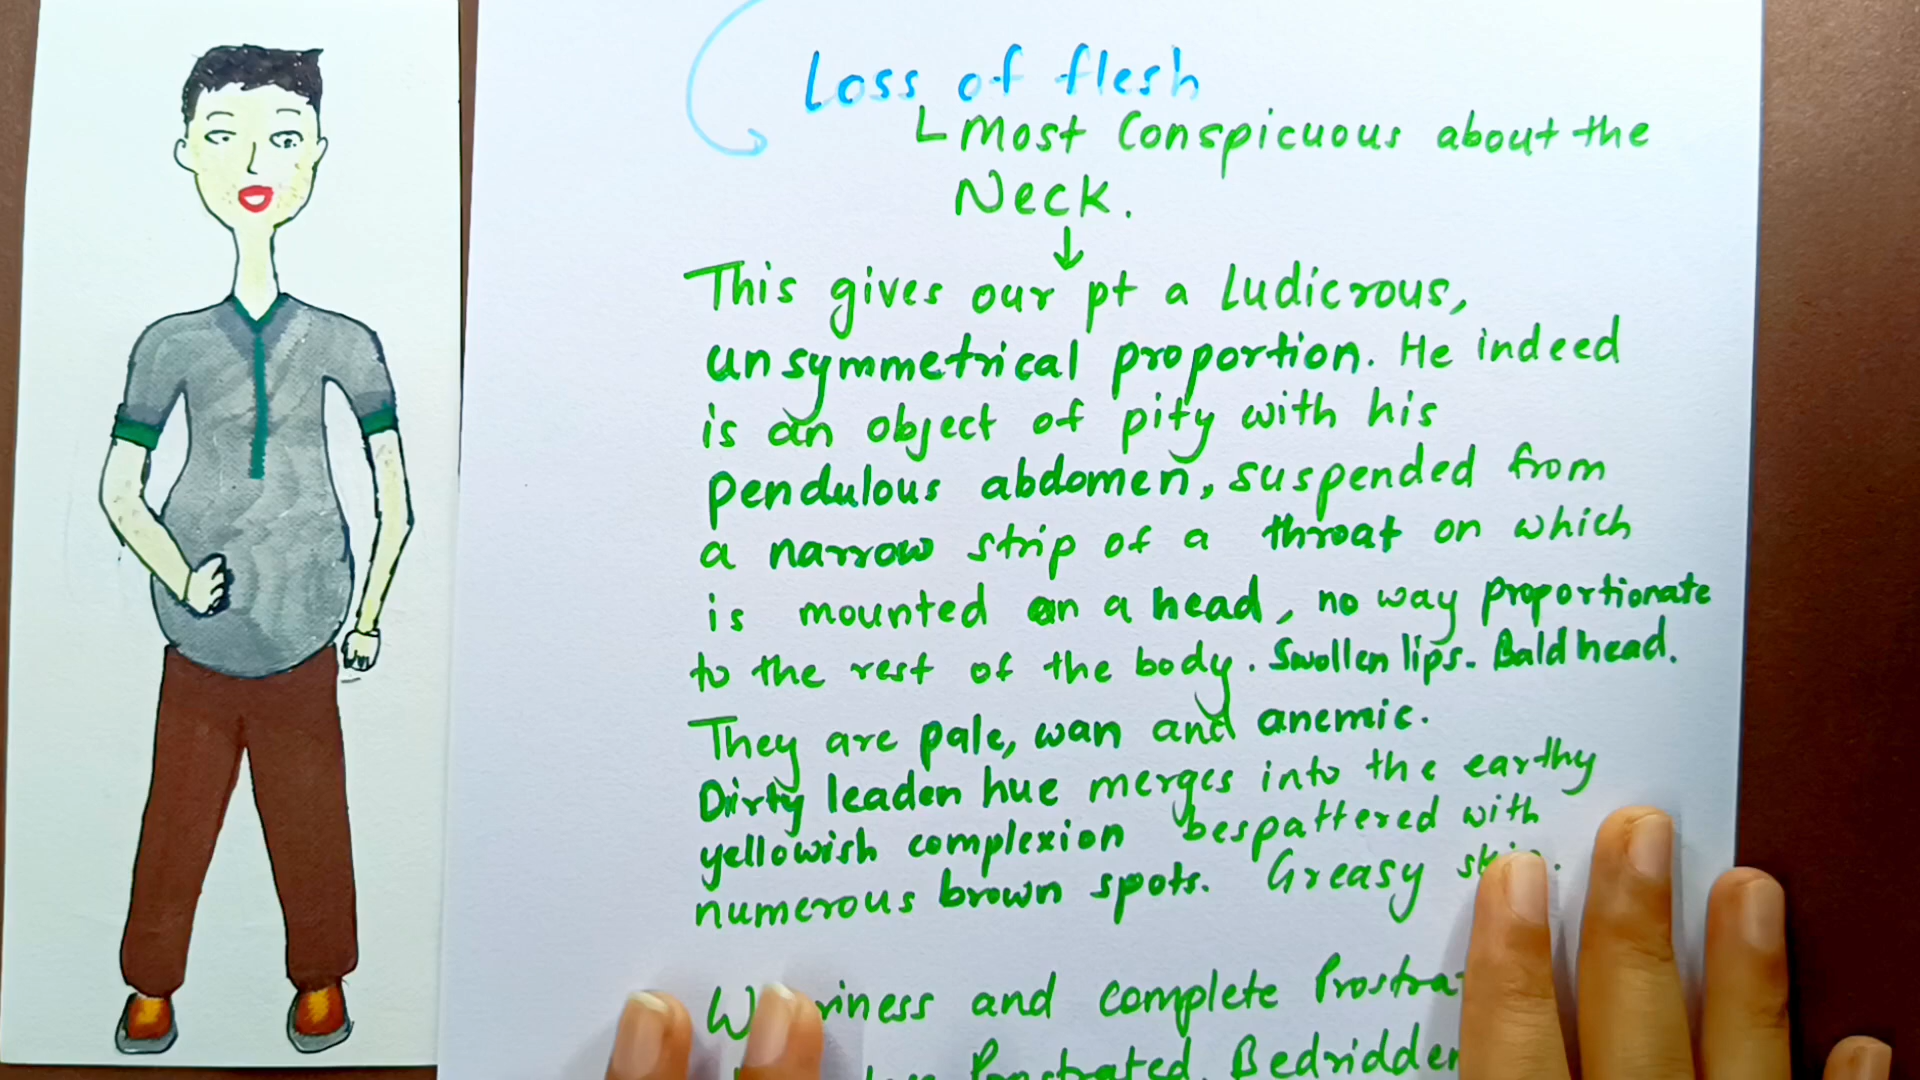 Loss of flesh
Most Conspicuous about the
Neck.
This gives our pt a Ludicrous,
unsymmetrical proportion. He indeed
is an object of pity with his
pendulous abdomen, suspended from
a narrow strip of a throat on which
is mounted on a head, no way proportionate
to the rest of the body. Swollen lips. Bald head.
They are pale, wan and anemic.
Dirty leaden hue merges into the earthy
yellowish complexion bespattered with
numerous brown spots. Greasy
and complete
Prostrated.